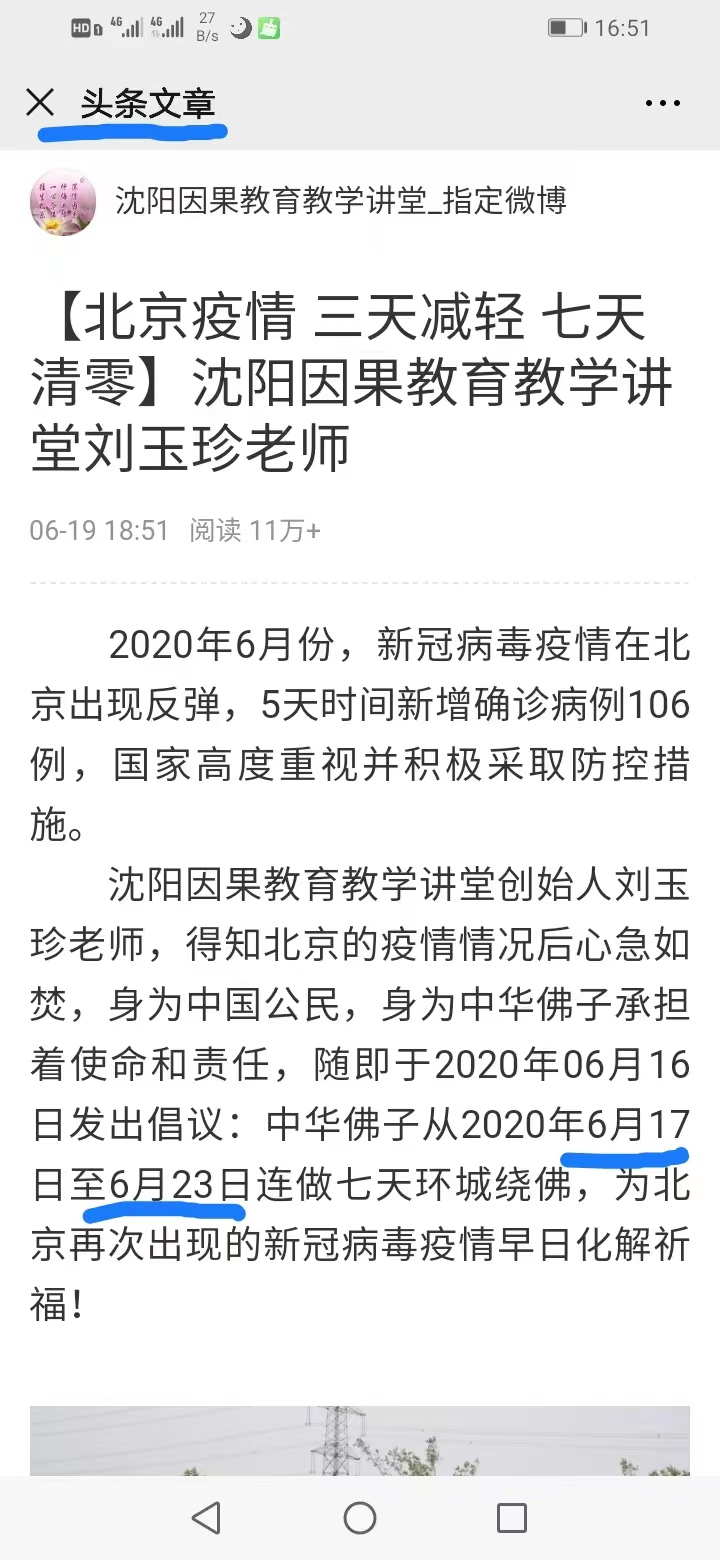 HD 4G 4G 27 B/s 16:51
头条文章
沈阳因果教育教学讲堂_指定微博
【北京疫情 三天减轻 七天
清零】沈阳因果教育教学讲
堂刘玉珍老师
06-19 18:51 阅读 11万+
2020年6月份，新冠病毒疫情在北
京出现反弹，5天时间新增确诊病例106
例，国家高度重视并积极采取防控措
施。
沈阳因果教育教学讲堂创始人刘玉
珍老师，得知北京的疫情情况后心急如
焚，身为中国公民，身为中华佛子承担
着使命和责任，随即于2020年06月16
日发出倡议：中华佛子从2020年6月17
日至6月23日连做七天环城绕佛，为北
京再次出现的新冠病毒疫情早日化解祈
福！